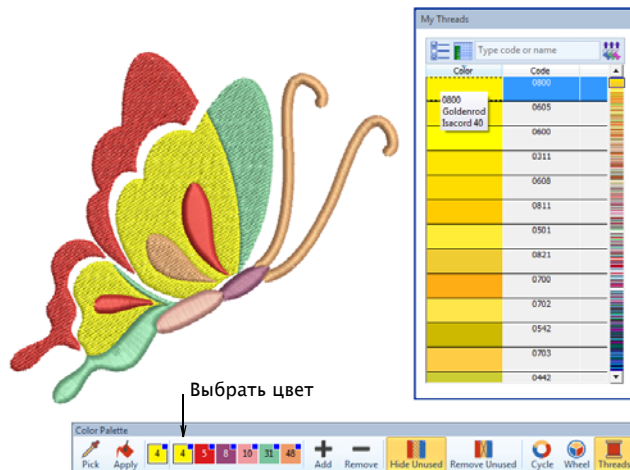 My Threads
Type code or name
Color Code
0800
0800
Goldenrod
Isacord 40
0605
0600
0311
0608
0811
0501
0821
0700
0702
0542
0703
0442
Выбрать цвет
Color Palette
4 4 5 8 10 31 48
Pick Apply Add Remove Hide Unused Remove Unused Cycle Wheel Threads